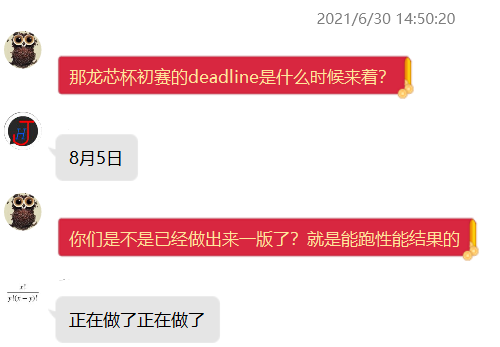 2021/6/30 14:50:20
那龙芯杯初赛的deadline是什么时候来着？
HJ
8月5日
你们是不是已经做出来一版了？就是能跑性能结果的
x!
y!(x−y)!
正在做了正在做了